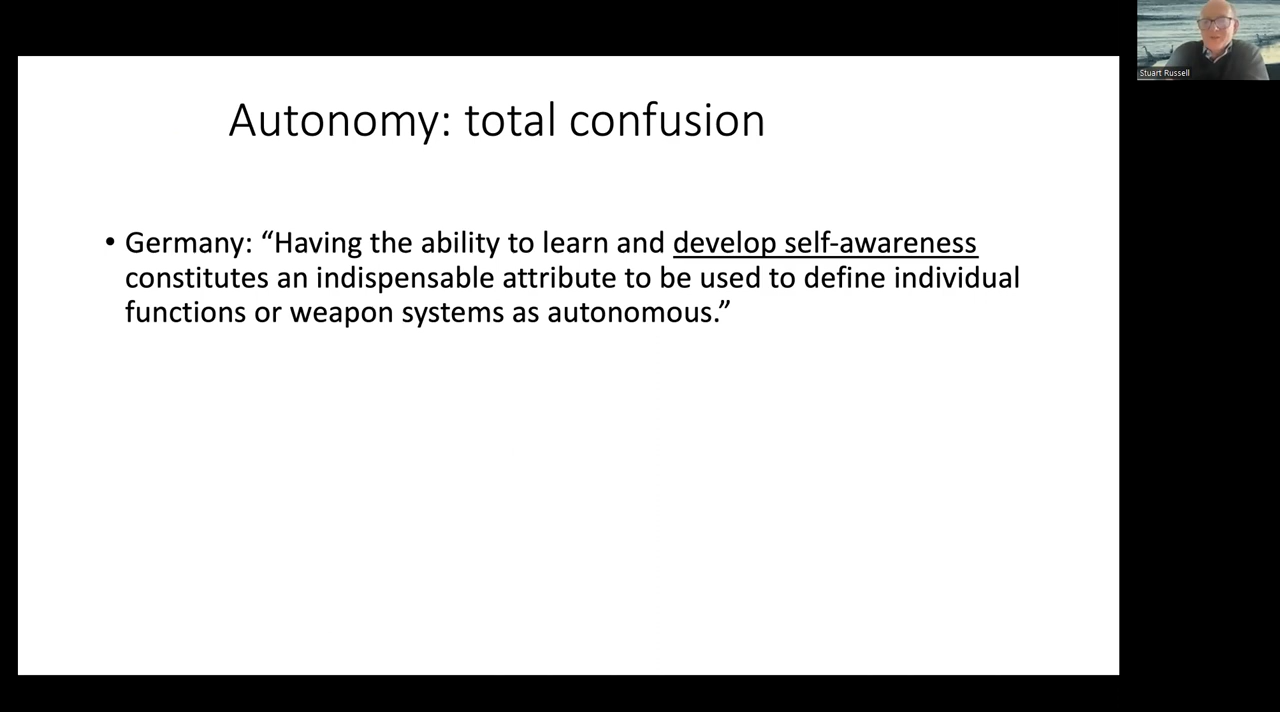 Stuart Russell
Autonomy: total confusion
• Germany: “Having the ability to learn and develop self-awareness
constitutes an indispensable attribute to be used to define individual
functions or weapon systems as autonomous.”